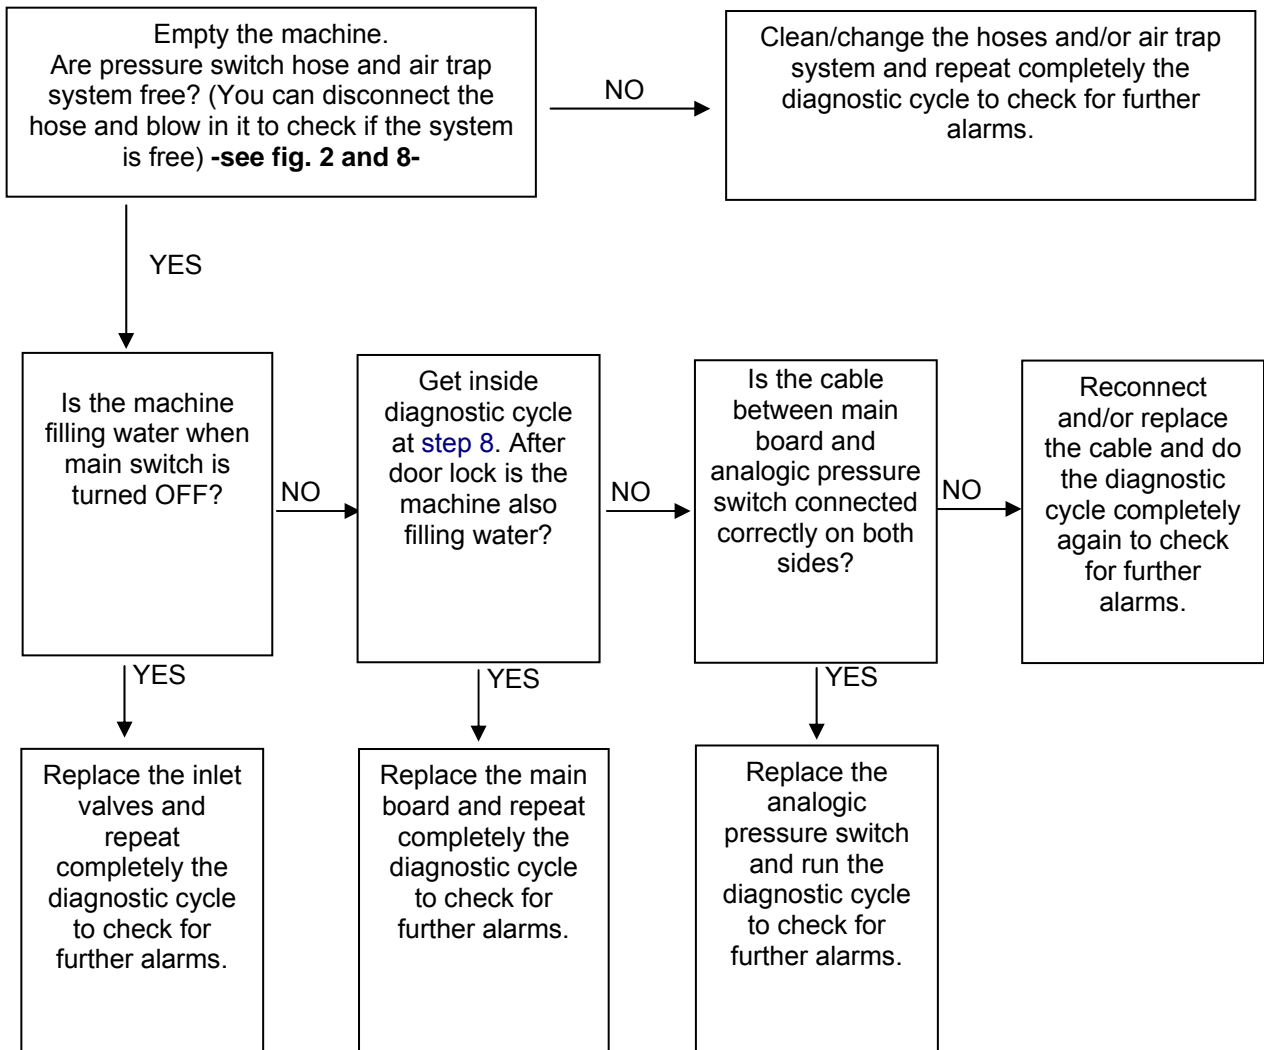 Empty the machine.
Are pressure switch hose and air trap
system free? (You can disconnect the
hose and blow in it to check if the system
is free) -see fig. 2 and 8-
NO
Clean/change the hoses and/or air trap
system and repeat completely the
diagnostic cycle to check for further
alarms.
YES
Is the machine
filling water when
main switch is
turned OFF?
NO
Get inside
diagnostic cycle
at step 8. After
door lock is the
machine also
filling water?
NO
Is the cable
between main
board and
analogic pressure
switch connected
correctly on both
sides?
NO
Reconnect
and/or replace
the cable and do
the diagnostic
cycle completely
again to check
for further
alarms.
YES
YES
YES
Replace the inlet
valves and
repeat
completely the
diagnostic cycle
to check for
further alarms.
Replace the main
board and repeat
completely the
diagnostic cycle
to check for
further alarms.
Replace the
analogic
pressure switch
and run the
diagnostic cycle
to check for
further alarms.